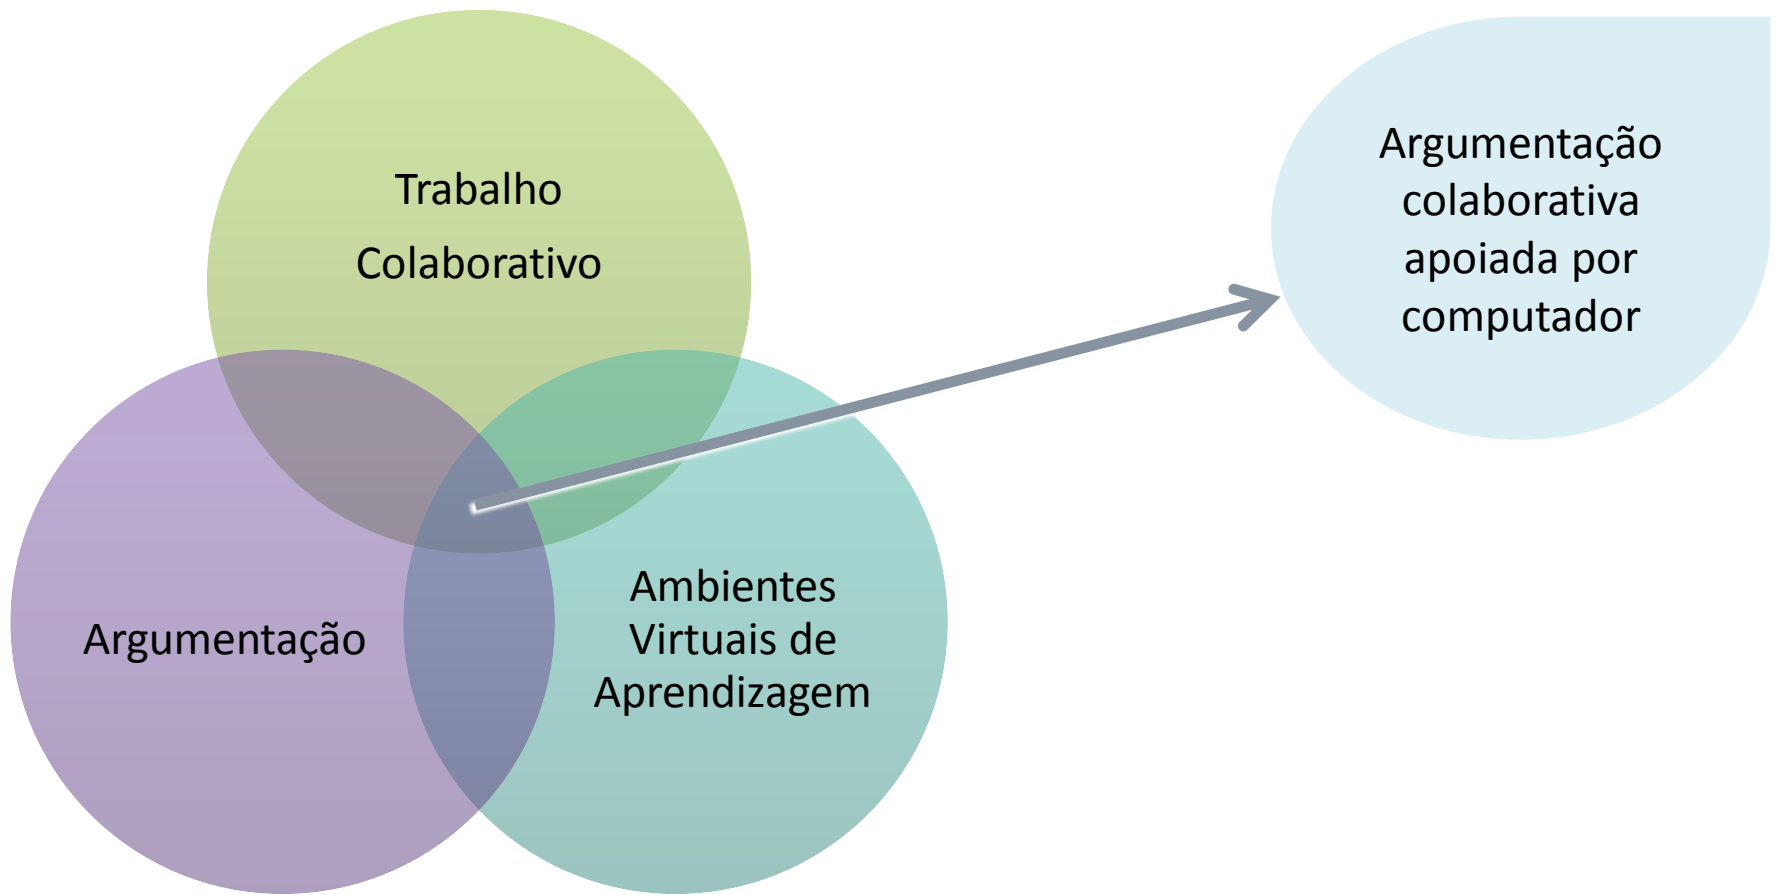 Trabalho
Colaborativo
Argumentação
Ambientes
Virtuais de
Aprendizagem
Argumentação
colaborativa
apoiada por
computador